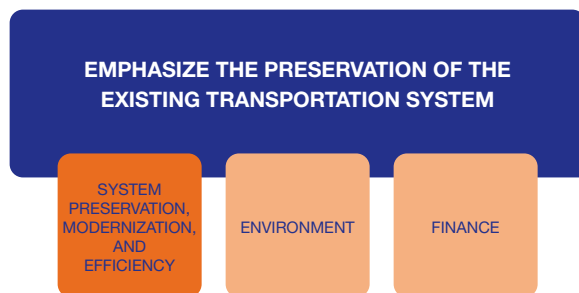 EMPHASIZE THE PRESERVATION OF THE
EXISTING TRANSPORTATION SYSTEM
SYSTEM
PRESERVATION,
MODERNIZATION,
AND
EFFICIENCY
ENVIRONMENT
FINANCE